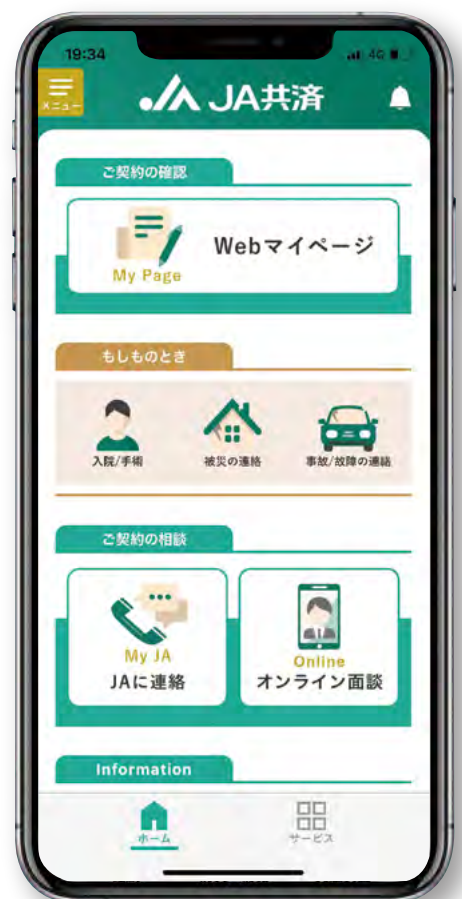 19:34
4G
メニュー
JA共済
ご契約の確認
My Page
Webマイページ
もしものとき
入院/手術
被災の連絡
事故/故障の連絡
ご契約の相談
My JA
JAに連絡
Online
オンライン面談
Information
ホーム
サービス